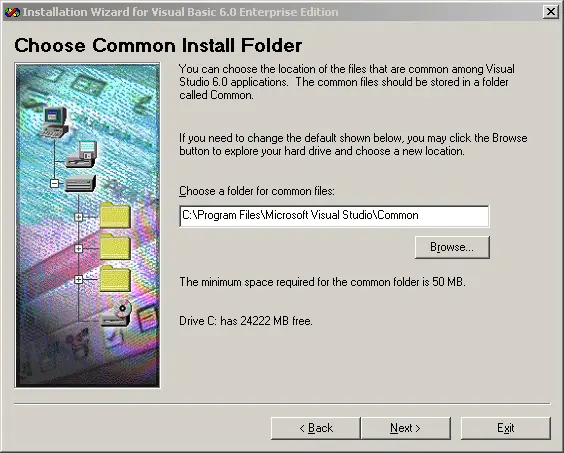 Installation Wizard for Visual Basic 6.0 Enterprise Edition
Choose Common Install Folder
You can choose the location of the files that are common among Visual
Studio 6.0 applications.  The common files should be stored in a folder
called Common.
If you need to change the default shown below, you may click the Browse
button to explore your hard drive and choose a new location.
Choose a folder for common files:
C:\Program Files\Microsoft Visual Studio\Common
Browse...
The minimum space required for the common folder is 50 MB.
Drive C: has 24222 MB free.
< Back
Next >
Exit